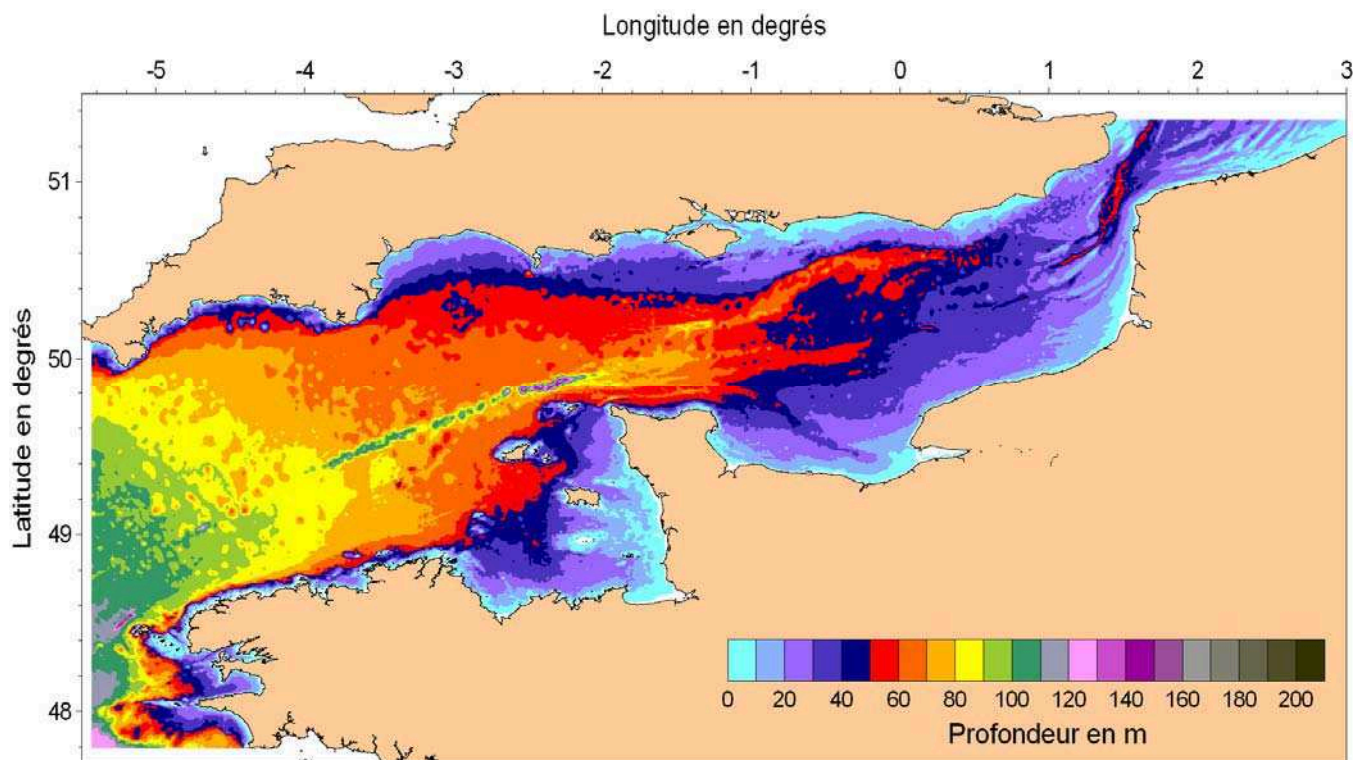 Longitude en degrés
-5 -4 -3 -2 -1 0 1 2 3
Latitude en degrés
51
50
49
48
0 20 40 60 80 100 120 140 160 180 200
Profondeur en m